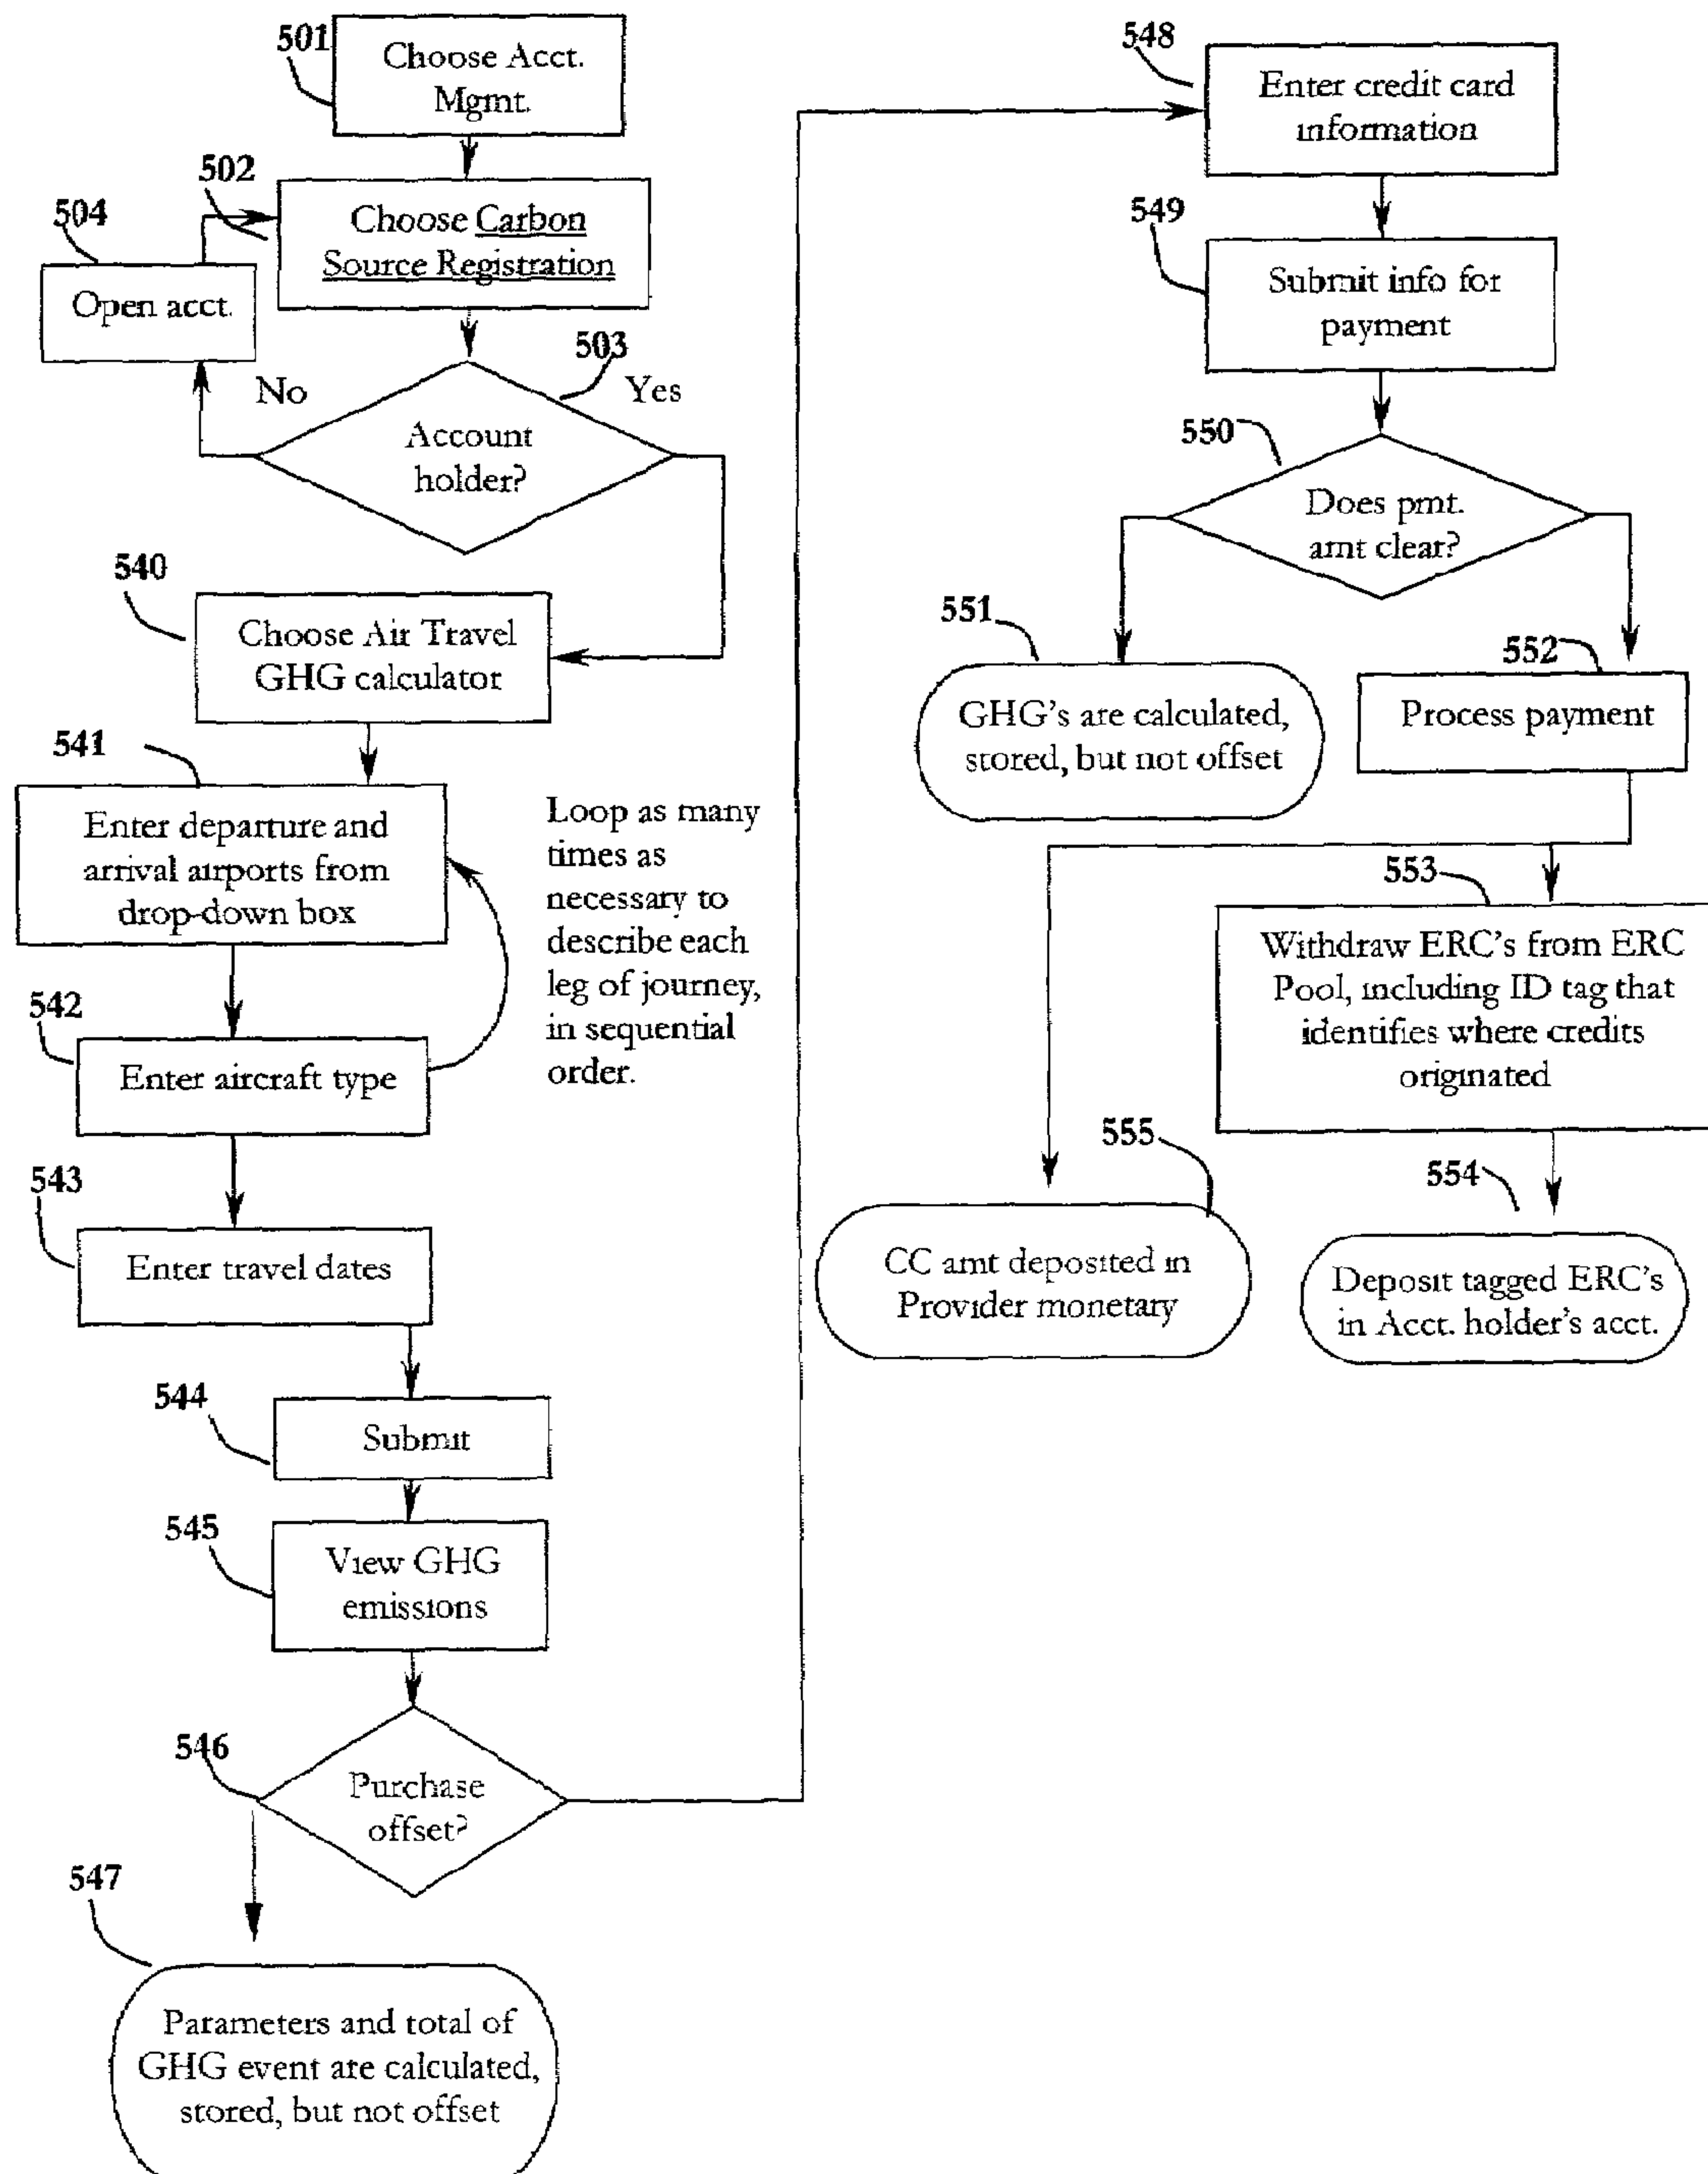 501
Choose Acct.
Mgmt.
502
Choose Carbon
Source Registration
504
Open acct.
503
No
Yes
Account
holder?
540
Choose Air Travel
GHG calculator
541
Enter departure and
arrival airports from
drop-down box
Loop as many
times as
necessary to
describe each
leg of journey,
in sequential
order.
542
Enter aircraft type
543
Enter travel dates
544
Submit
545
View GHG
emissions
546
Purchase
offset?
547
Parameters and total of
GHG event are calculated,
stored, but not offset
548
Enter credit card
information
549
Submit info for
payment
550
Does pmt.
amt clear?
551
GHG's are calculated,
stored, but not offset
552
Process payment
553
Withdraw ERC's from ERC
Pool, including ID tag that
identifies where credits
originated
555
CC amt deposited in
Provider monetary
554
Deposit tagged ERC's
in Acct. holder's acct.